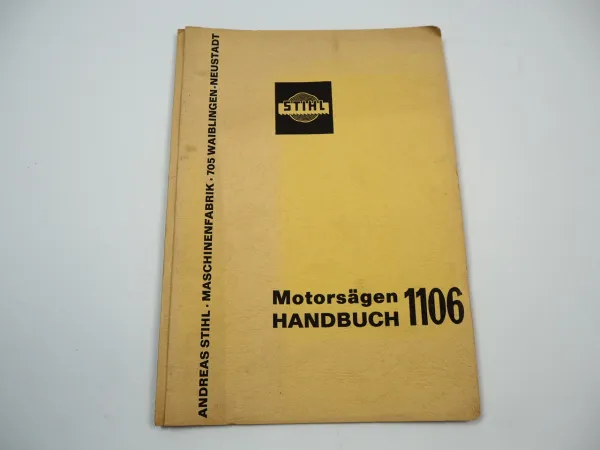 STIHL
Motorsägen
HANDBUCH 1106
ANDREAS STIHL · MASCHINENFABRIK · 705 WAIBLINGEN-NEUSTADT